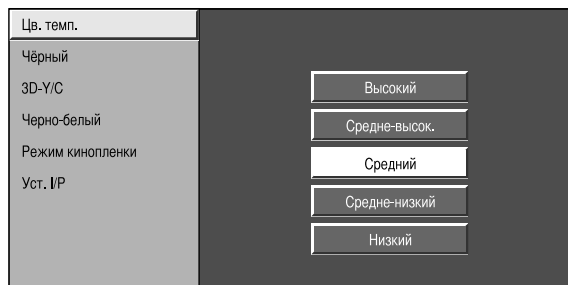 Цв. темп.
Чёрный
3D-Y/C
Черно-белый
Режим кинопленки
Уст. I/P
Высокий
Средне-высок.
Средний
Средне-низкий
Низкий